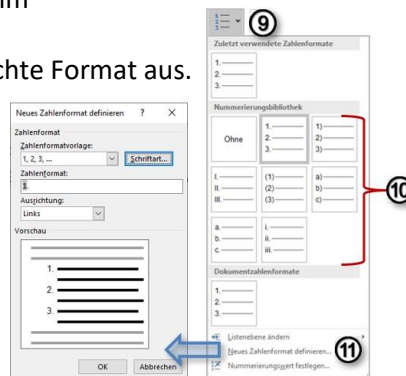 im
chte Format aus.
Neues Zahlenformat definieren ? ×
Zahlenformat
Zahlenformatvorlage:
1, 2, 3, ...
Schriftart...
Zahlenformat:
1.
Ausrichtung:
Links
Vorschau
1.
2.
3.
OK Abbrechen
9
Zuletzt verwendete Zahlenformate
1.
2.
3.
Nummerierungsbibliothek
Ohne
1.
2.
3.
1)
2)
3)
I.
II.
III.
(1)
(2)
(3)
a)
b)
c)
a.
b.
c.
i.
ii.
iii.
10
Dokumentzahlenformate
1.
2.
3.
Listenebene ändern
Neues Zahlenformat definieren...
11
Nummerierungswert festlegen...